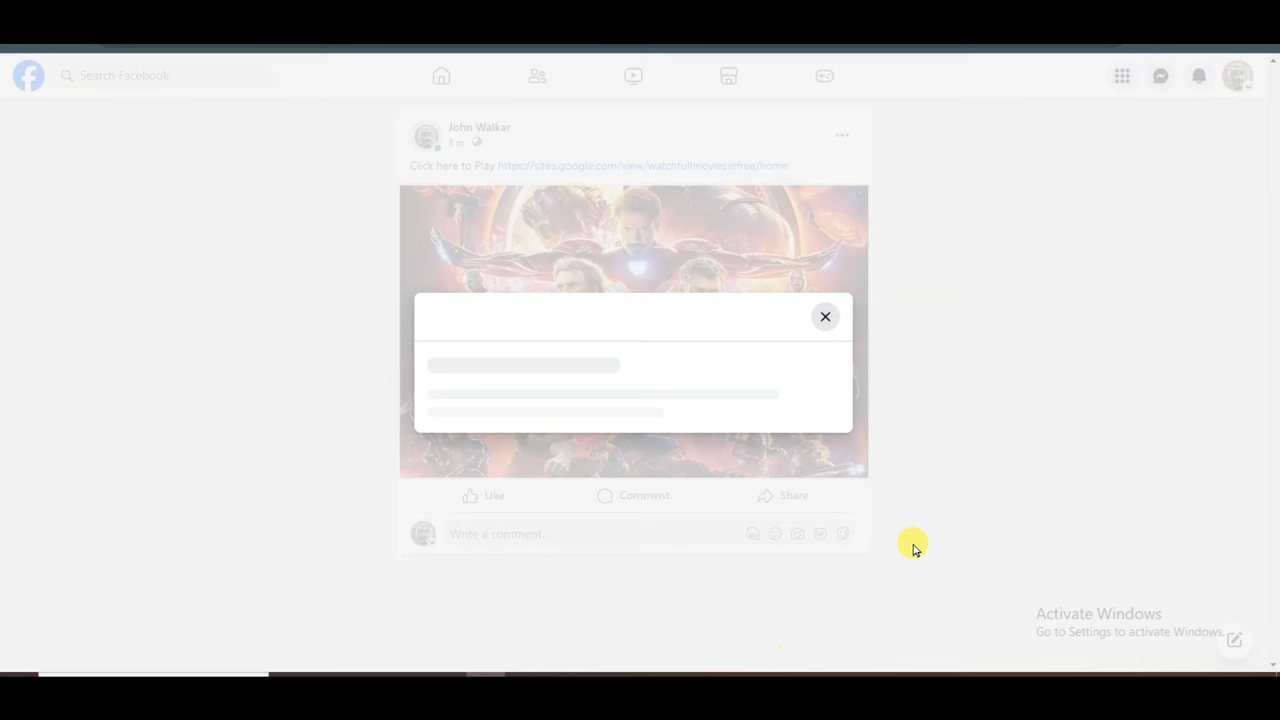 Search Facebook
John Walkar
8 m
Click here to Play https://sites.google.com/view/watchfullmoviesinfree/home
Like
Comment
Share
Write a comment...
Activate Windows
Go to Settings to activate Windows.